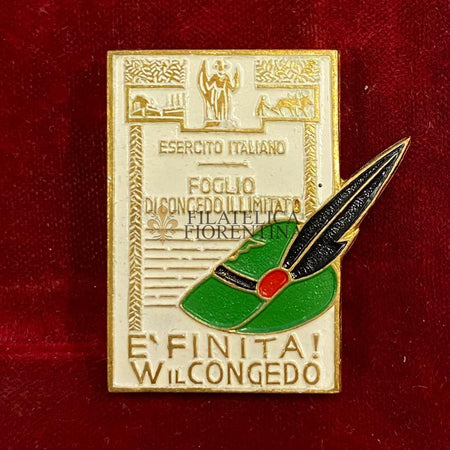 ESERCITO ITALIANO
FOGLIO
DI CONGEDO ILLIMITATO
FILATELICA
FIORENTINA
E' FINITA!
W IL CONGEDO